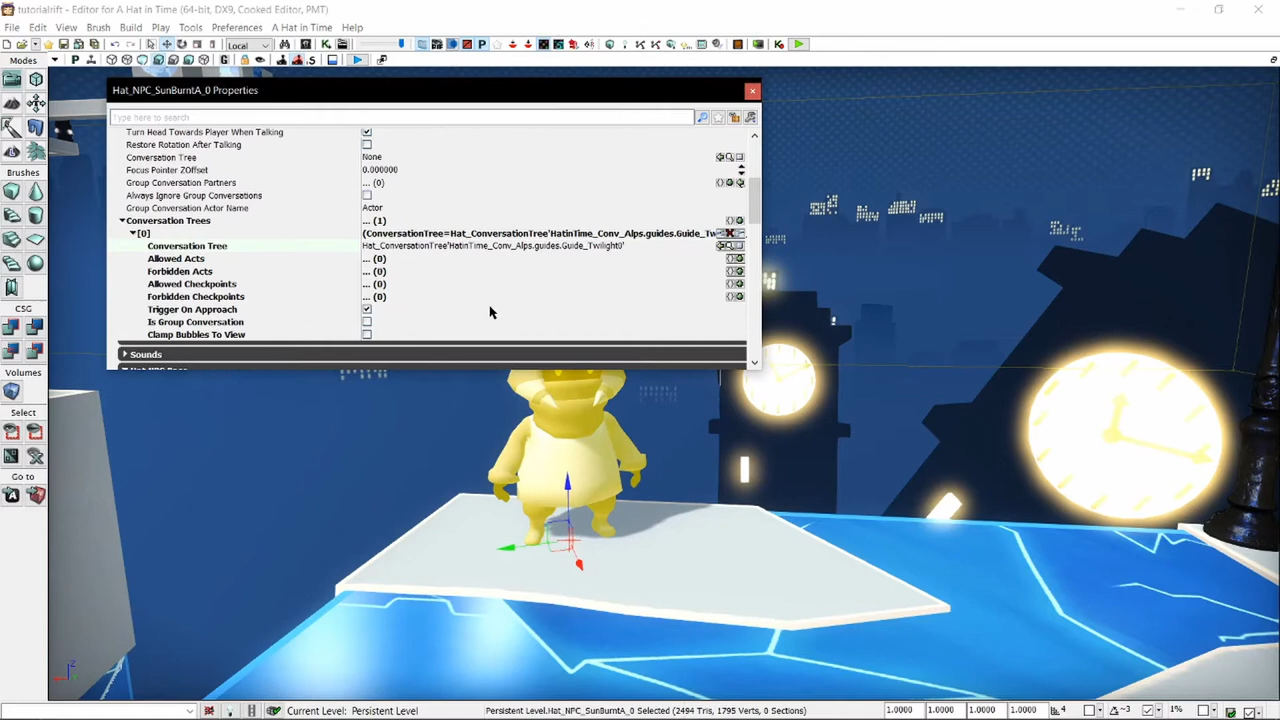 tutorialrift - Editor for A Hat in Time (64-bit, DX9, Cooked Editor, PMT)
File Edit View Brush Build Play Tools Preferences A Hat in Time Help
Local
Modes
Hat_NPC_SunBurntA_0 Properties
Type here to search
Turn Head Towards Player When Talking
Restore Rotation After Talking
Conversation Tree None
Focus Pointer ZOffset 0.000000
Group Conversation Partners ... (0)
Always Ignore Group Conversations
Group Conversation Actor Name Actor
Conversation Trees ... (1)
[0] (ConversationTree=Hat_ConversationTree'HatinTime_Conv_Alps.guides.Guide_Tw
Conversation Tree Hat_ConversationTree'HatinTime_Conv_Alps.guides.Guide_Twilight0'
Allowed Acts ... (0)
Forbidden Acts ... (0)
Allowed Checkpoints ... (0)
Forbidden Checkpoints ... (0)
Trigger On Approach
Is Group Conversation
Clamp Bubbles To View
Sounds
Brushes
CSG
Volumes
Select
Go to
Current Level: Persistent Level
Persistent Level.Hat_NPC_SunBurntA_0 Selected (2494 Tris, 1795 Verts, 0 Sections)
1.0000 1.0000 1.0000 1.0000 4 ~3 1%